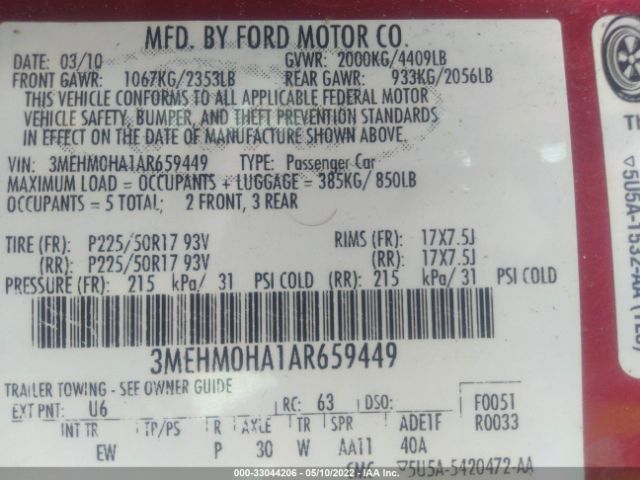 MFD. BY FORD MOTOR CO.
DATE: 03/10 GVWR: 2000KG/4409LB
FRONT GAWR: 1067KG/2353LB REAR GAWR: 933KG/2056LB
THIS VEHICLE CONFORMS TO ALL APPLICABLE FEDERAL MOTOR
VEHICLE SAFETY, BUMPER, AND THEFT PREVENTION STANDARDS
IN EFFECT ON THE DATE OF MANUFACTURE SHOWN ABOVE.
VIN: 3MEHM0HA1AR659449 TYPE: Passenger Car
MAXIMUM LOAD = OCCUPANTS + LUGGAGE = 385KG/ 850LB
OCCUPANTS = 5 TOTAL; 2 FRONT, 3 REAR
TIRE (FR): P225/50R17 93V RIMS (FR): 17X7.5J
(RR): P225/50R17 93V (RR): 17X7.5J
PRESSURE (FR): 215 kPa/ 31 PSI COLD (RR): 215 kPa/ 31 PSI COLD
3MEHM0HA1AR659449
TRAILER TOWING - SEE OWNER GUIDE
EXT PNT: U6 RC: 63 DSO: F0051
INT TR TP/PS R AXLE TR SPR ADE1F R0033
EW P 30 W AA11 40A
▽5U5A-5420472-AA
000-33044206 - 05/10/2022 - IAAI.com